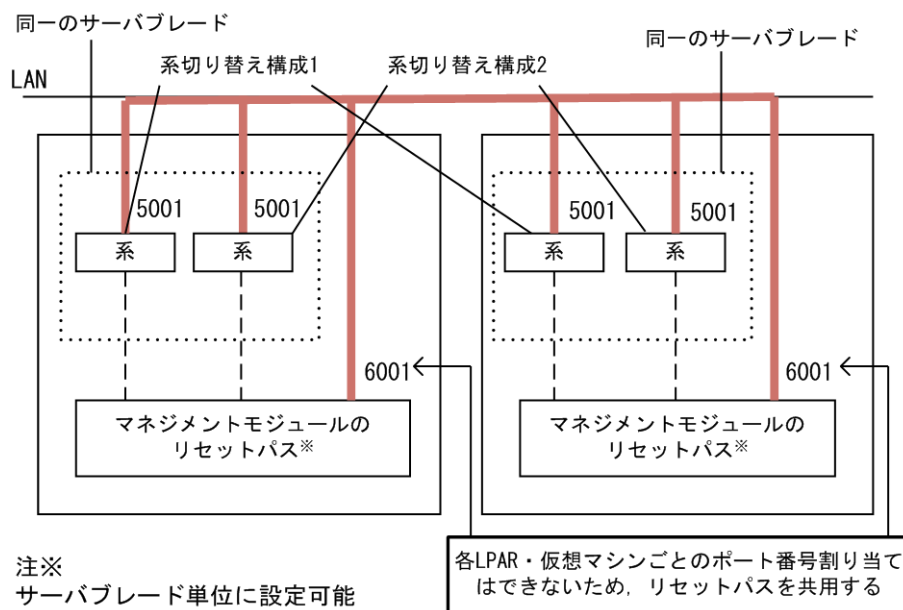 同一のサーバブレード
同一のサーバブレード
系切り替え構成1
系切り替え構成2
LAN
5001
5001
5001
5001
系
系
系
系
6001
6001
マネジメントモジュールの
リセットパス※
マネジメントモジュールの
リセットパス※
各LPAR・仮想マシンごとのポート番号割り当て
はできないため，リセットパスを共用する
注※
サーバブレード単位に設定可能